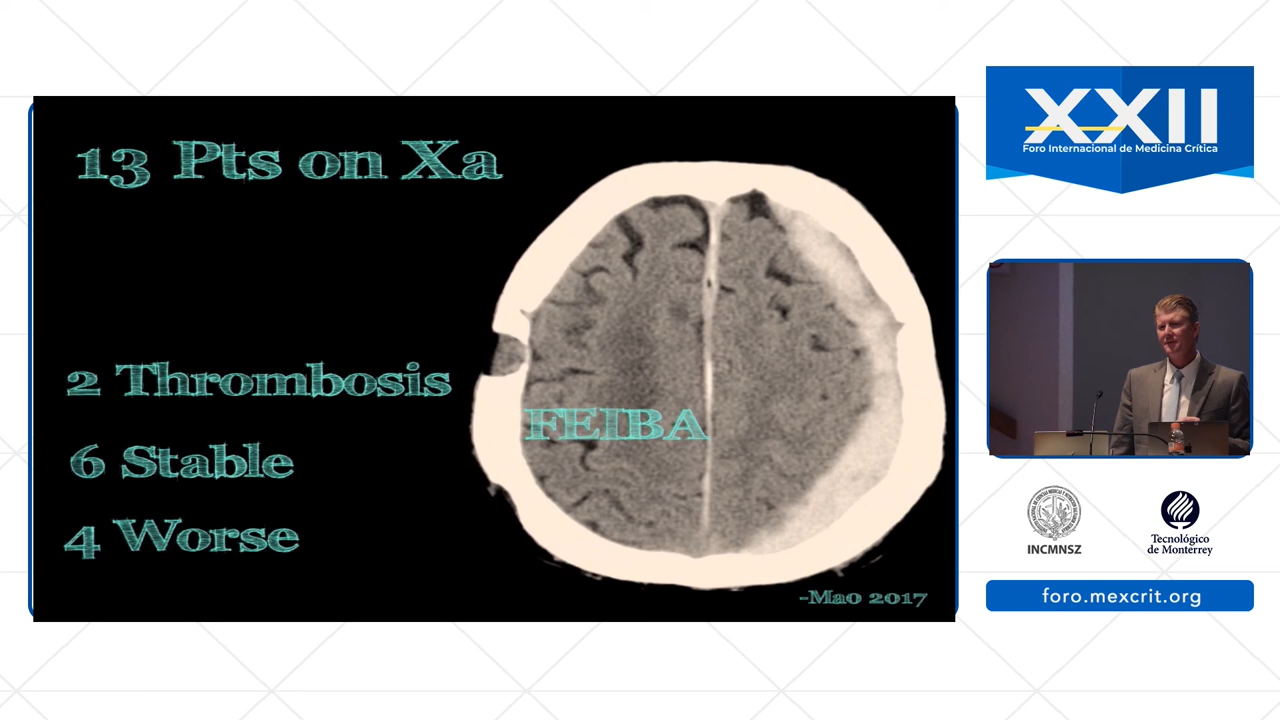 13 Pts on Xa
2 Thrombosis
6 Stable
4 Worse
FEIBA
-Mao 2017
XXII
Foro Internacional de Medicina Crítica
INCMNSZ
Tecnológico
de Monterrey
foro.mexcrit.org